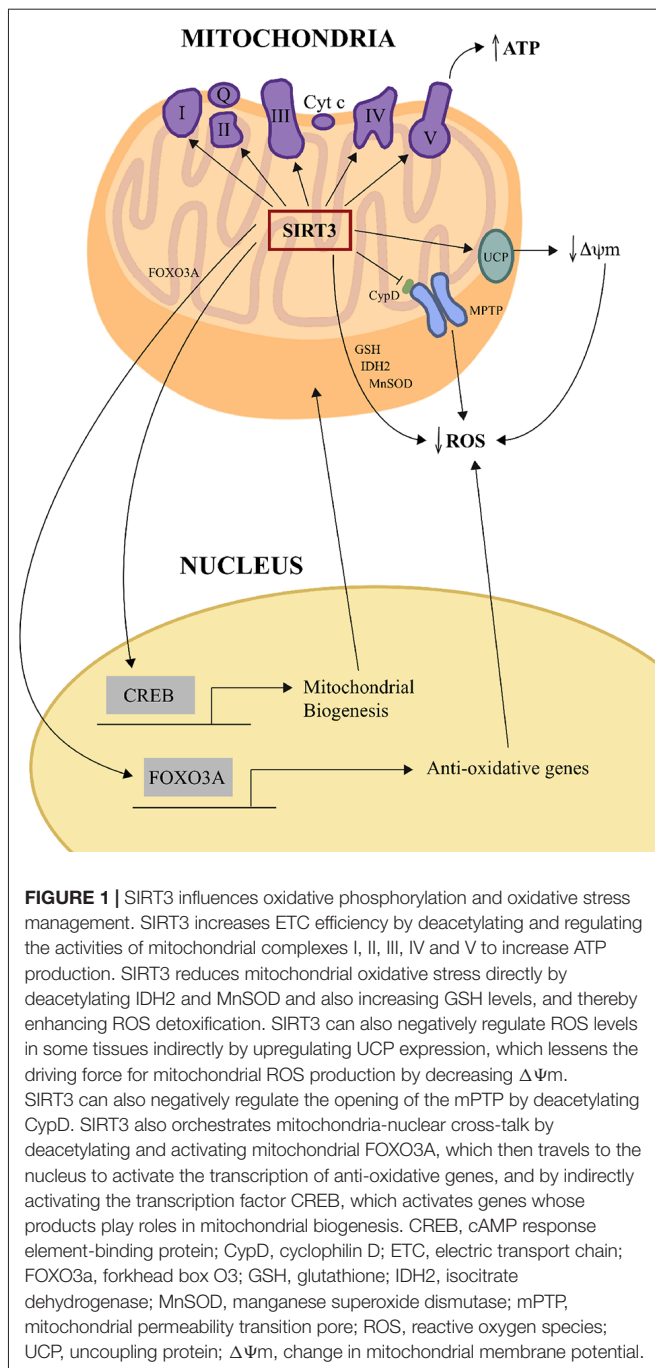 MITOCHONDRIA
↑ ATP
Q
Cyt c
I
II
III
IV
V
SIRT3
FOXO3A
UCP
↓ Δψm
CypD
MPTP
GSH
IDH2
MnSOD
↓ ROS
NUCLEUS
CREB
Mitochondrial
Biogenesis
FOXO3A
Anti-oxidative genes
FIGURE 1 | SIRT3 influences oxidative phosphorylation and oxidative stress
management. SIRT3 increases ETC efficiency by deacetylating and regulating
the activities of mitochondrial complexes I, II, III, IV and V to increase ATP
production. SIRT3 reduces mitochondrial oxidative stress directly by
deacetylating IDH2 and MnSOD and also increasing GSH levels, and thereby
enhancing ROS detoxification. SIRT3 can also negatively regulate ROS levels
in some tissues indirectly by upregulating UCP expression, which lessens the
driving force for mitochondrial ROS production by decreasing ΔΨm.
SIRT3 can also negatively regulate the opening of the mPTP by deacetylating
CypD. SIRT3 also orchestrates mitochondria-nuclear cross-talk by
deacetylating and activating mitochondrial FOXO3A, which then travels to the
nucleus to activate the transcription of anti-oxidative genes, and by indirectly
activating the transcription factor CREB, which activates genes whose
products play roles in mitochondrial biogenesis. CREB, cAMP response
element-binding protein; CypD, cyclophilin D; ETC, electric transport chain;
FOXO3a, forkhead box O3; GSH, glutathione; IDH2, isocitrate
dehydrogenase; MnSOD, manganese superoxide dismutase; mPTP,
mitochondrial permeability transition pore; ROS, reactive oxygen species;
UCP, uncoupling protein; ΔΨm, change in mitochondrial membrane potential.